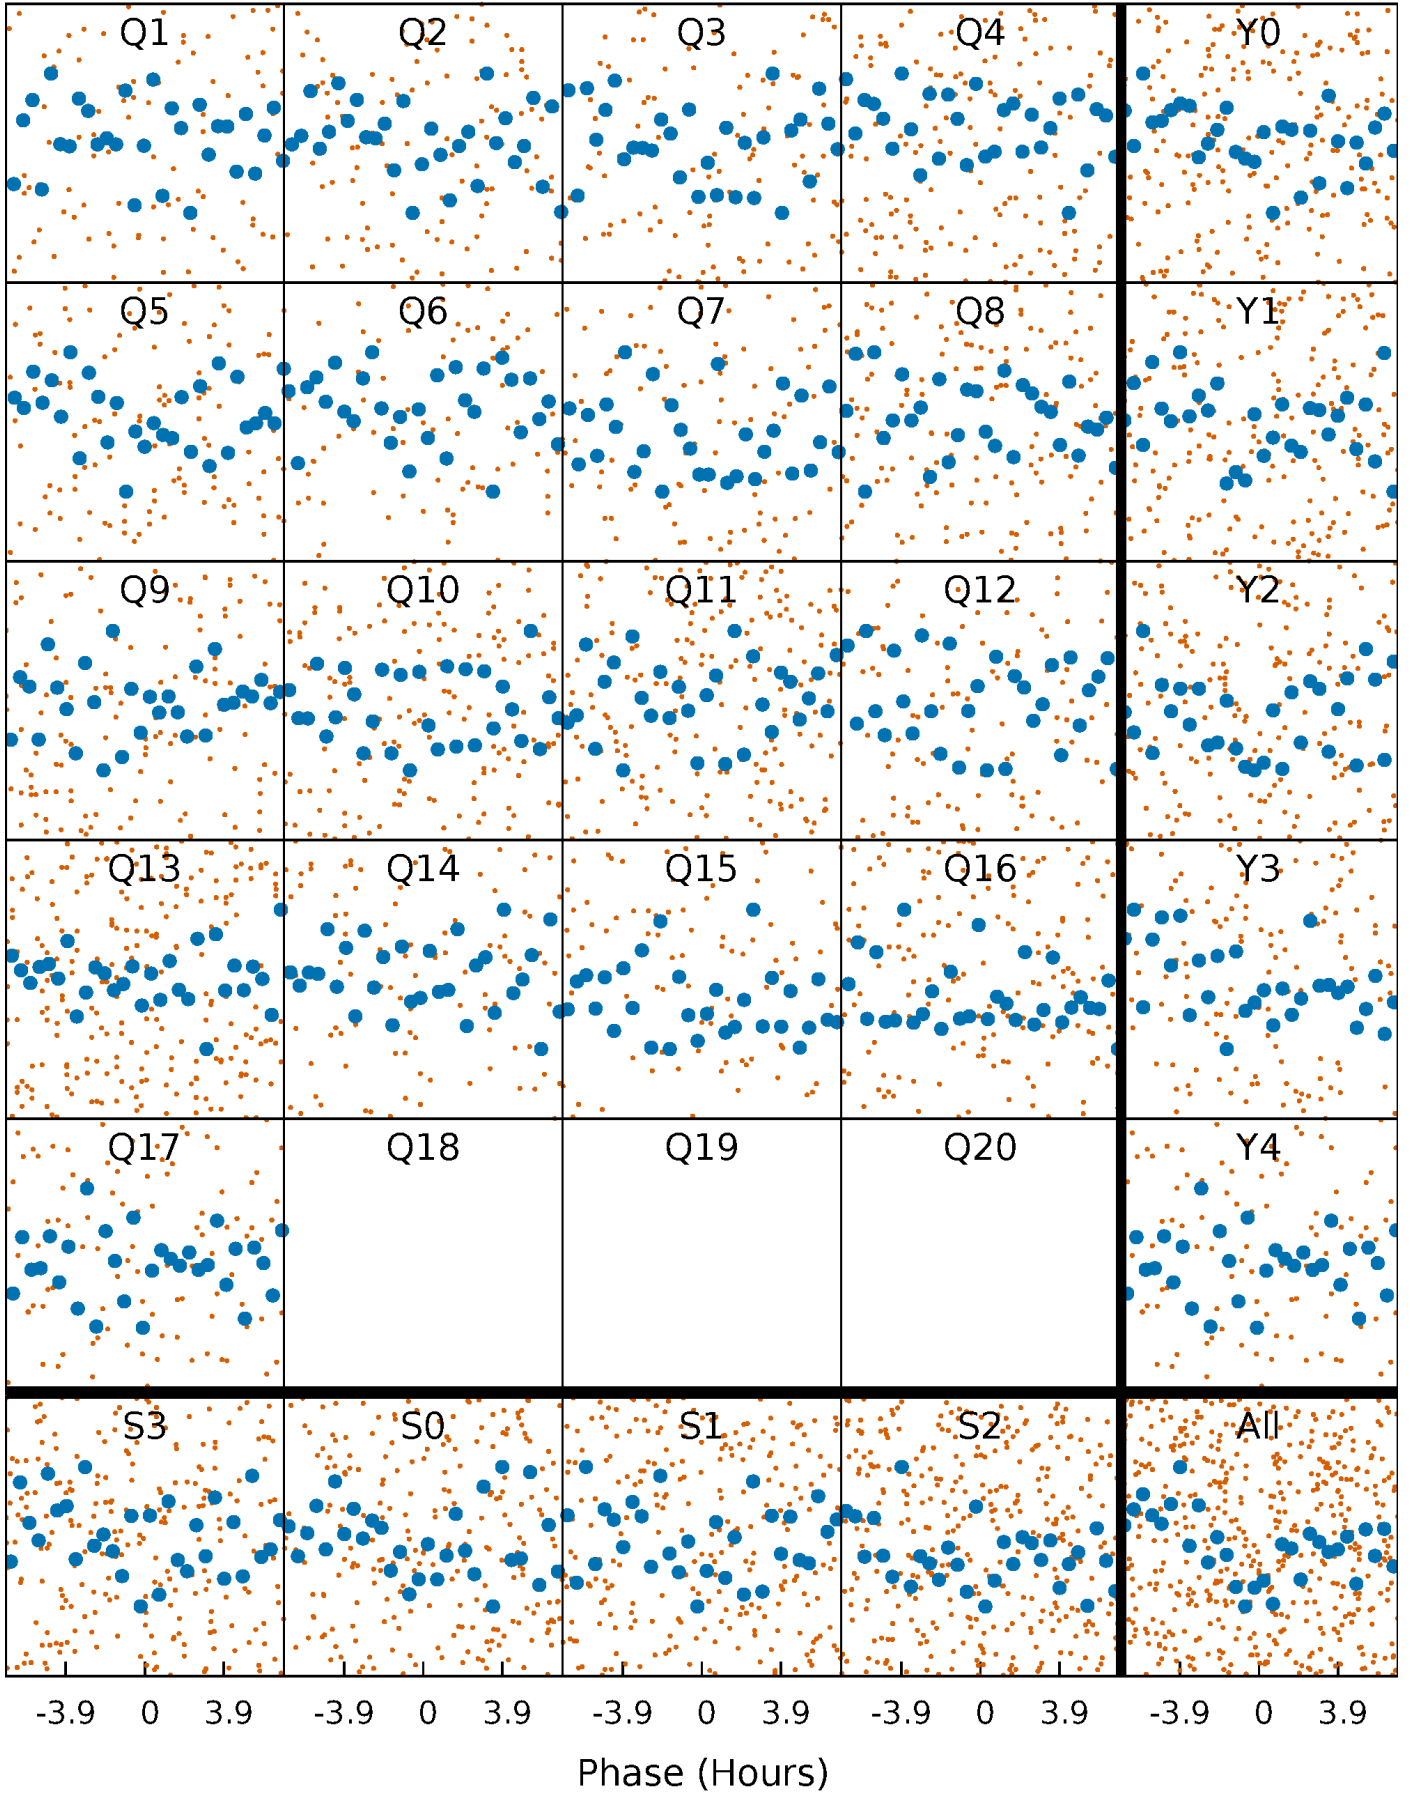 Q1 Q2 Q3 Q4 Y0
Q5 Q6 Q7 Q8 Y1
Q9 Q10 Q11 Q12 Y2
Q13 Q14 Q15 Q16 Y3
Q17 Q18 Q19 Q20 Y4
S3 S0 S1 S2 All
-3.9 0 3.9 -3.9 0 3.9 -3.9 0 3.9 -3.9 0 3.9 -3.9 0 3.9
Phase (Hours)